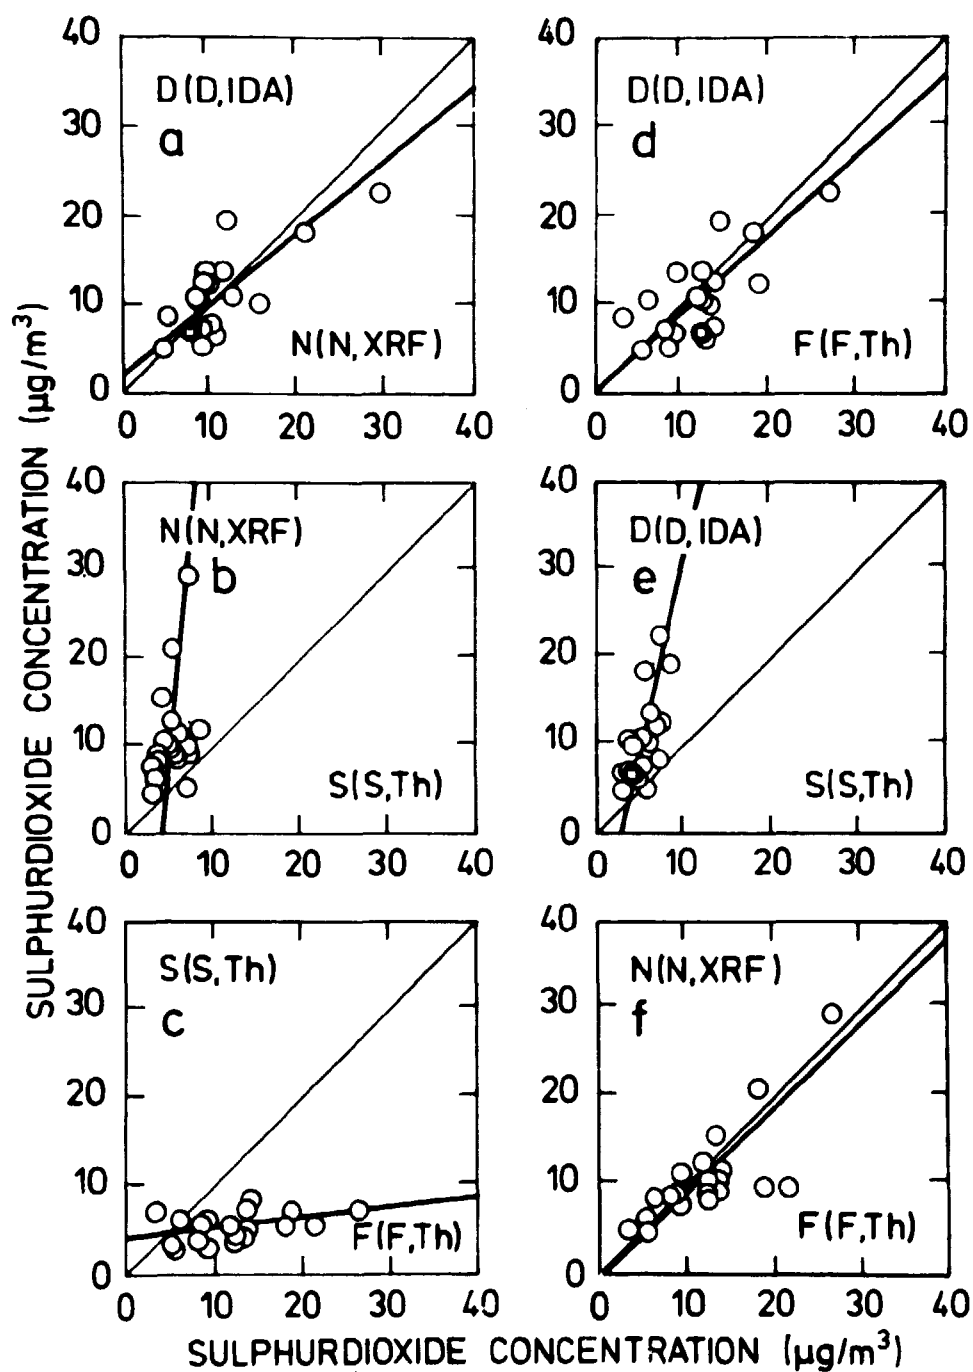 SULPHURDIOXIDE CONCENTRATION (µg/m³)
40
30
20
10
0
D(D,IDA)
a
N(N,XRF)
0 10 20 30 40
40
30
20
10
0
D(D,IDA)
d
F(F,Th)
0 10 20 30 40
40
30
20
10
0
N(N,XRF)
b
S(S,Th)
0 10 20 30 40
40
30
20
10
0
D(D,IDA)
e
S(S,Th)
0 10 20 30 40
40
30
20
10
0
S(S,Th)
c
F(F,Th)
0 10 20 30 40
40
30
20
10
0
N(N,XRF)
f
F(F,Th)
0 10 20 30 40
SULPHURDIOXIDE CONCENTRATION (µg/m³)